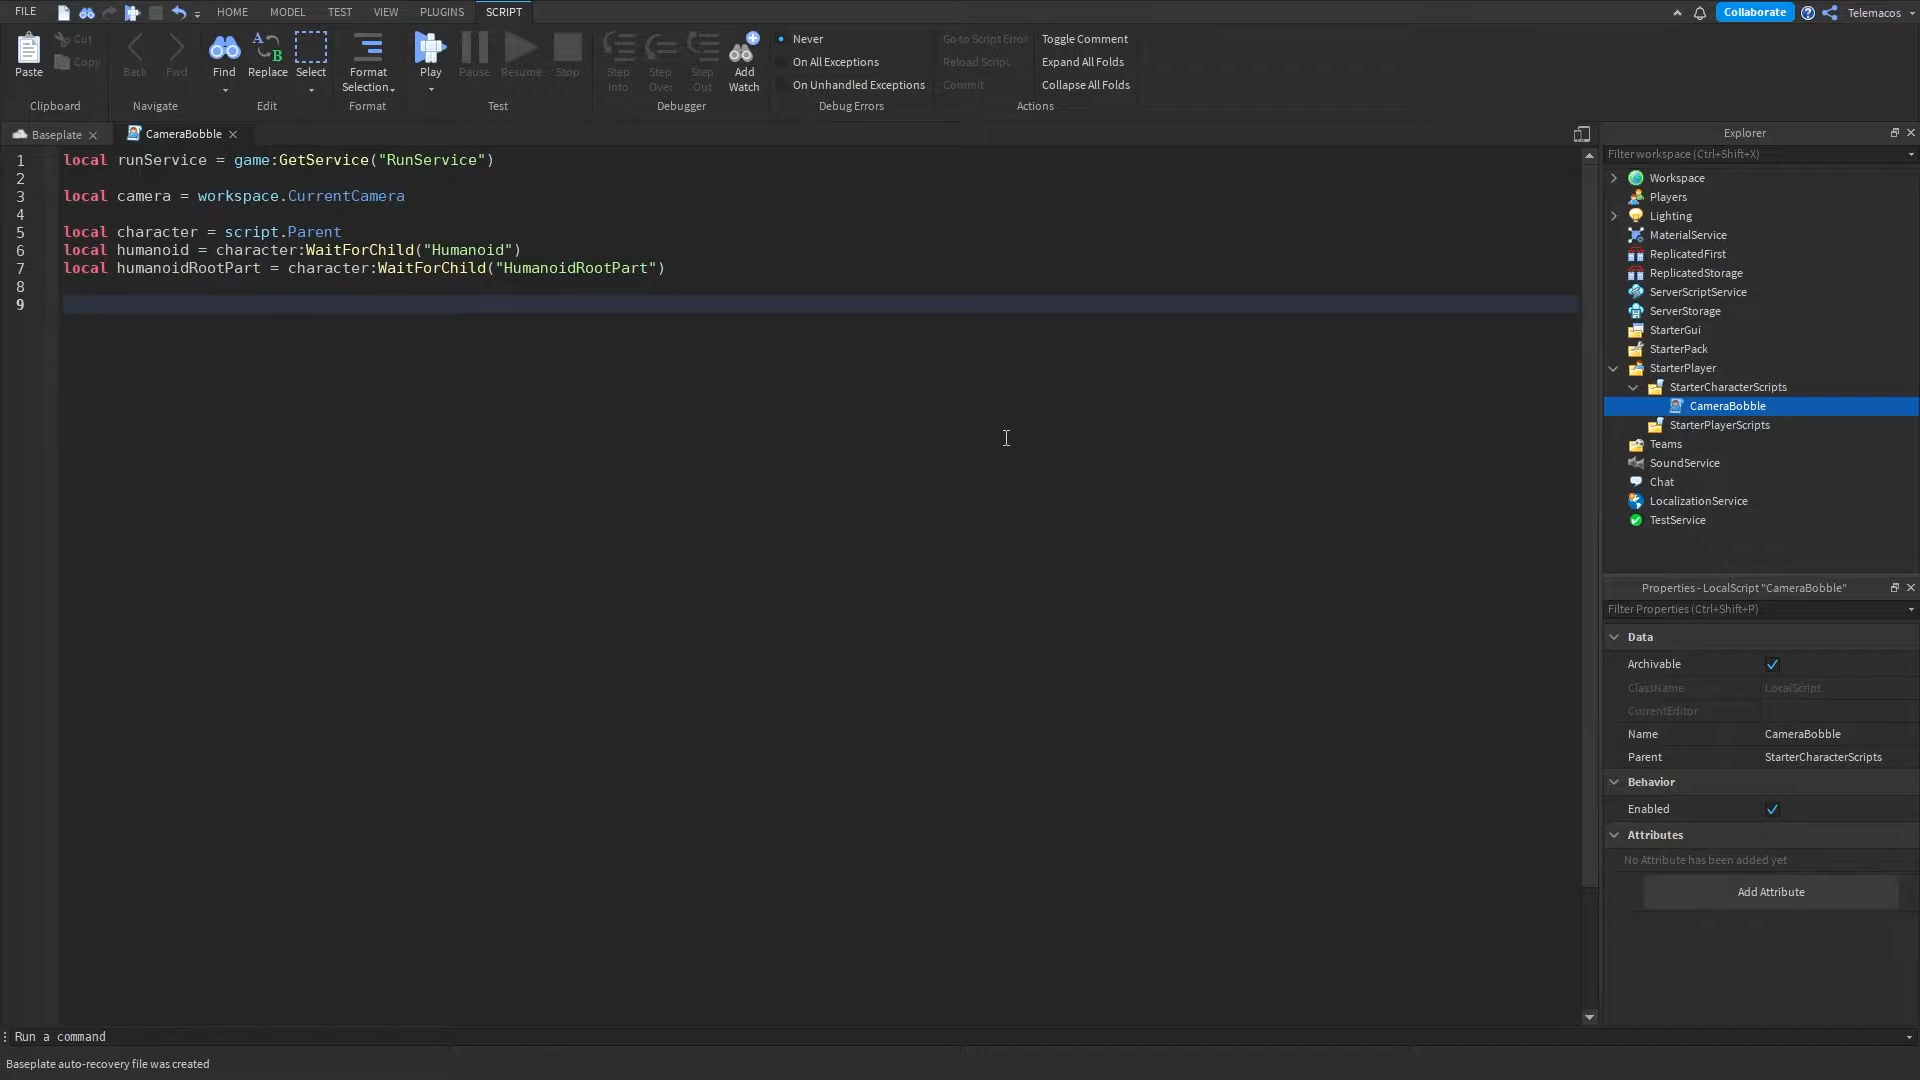 FILE
HOME
MODEL
TEST
VIEW
PLUGINS
SCRIPT
Collaborate
Telemacos
Paste
Cut
Copy
Clipboard
Back
Fwd
Navigate
Find
Replace
Select
Edit
Format
Selection
Format
Play
Pause
Resume
Stop
Test
Step
Into
Step
Over
Step
Out
Add
Watch
Debugger
Never
On All Exceptions
On Unhandled Exceptions
Debug Errors
Go to Script Error
Reload Script
Commit
Toggle Comment
Expand All Folds
Collapse All Folds
Actions
Baseplate
CameraBobble
1 local runService = game:GetService("RunService")
2
3 local camera = workspace.CurrentCamera
4
5 local character = script.Parent
6 local humanoid = character:WaitForChild("Humanoid")
7 local humanoidRootPart = character:WaitForChild("HumanoidRootPart")
8
9
Explorer
Filter workspace (Ctrl+Shift+X)
Workspace
Players
Lighting
MaterialService
ReplicatedFirst
ReplicatedStorage
ServerScriptService
ServerStorage
StarterGui
StarterPack
StarterPlayer
StarterCharacterScripts
CameraBobble
StarterPlayerScripts
Teams
SoundService
Chat
LocalizationService
TestService
Properties - LocalScript "CameraBobble"
Filter Properties (Ctrl+Shift+P)
Data
Archivable
ClassName LocalScript
CurrentEditor
Name CameraBobble
Parent StarterCharacterScripts
Behavior
Enabled
Attributes
No Attribute has been added yet
Add Attribute
Run a command
Baseplate auto-recovery file was created